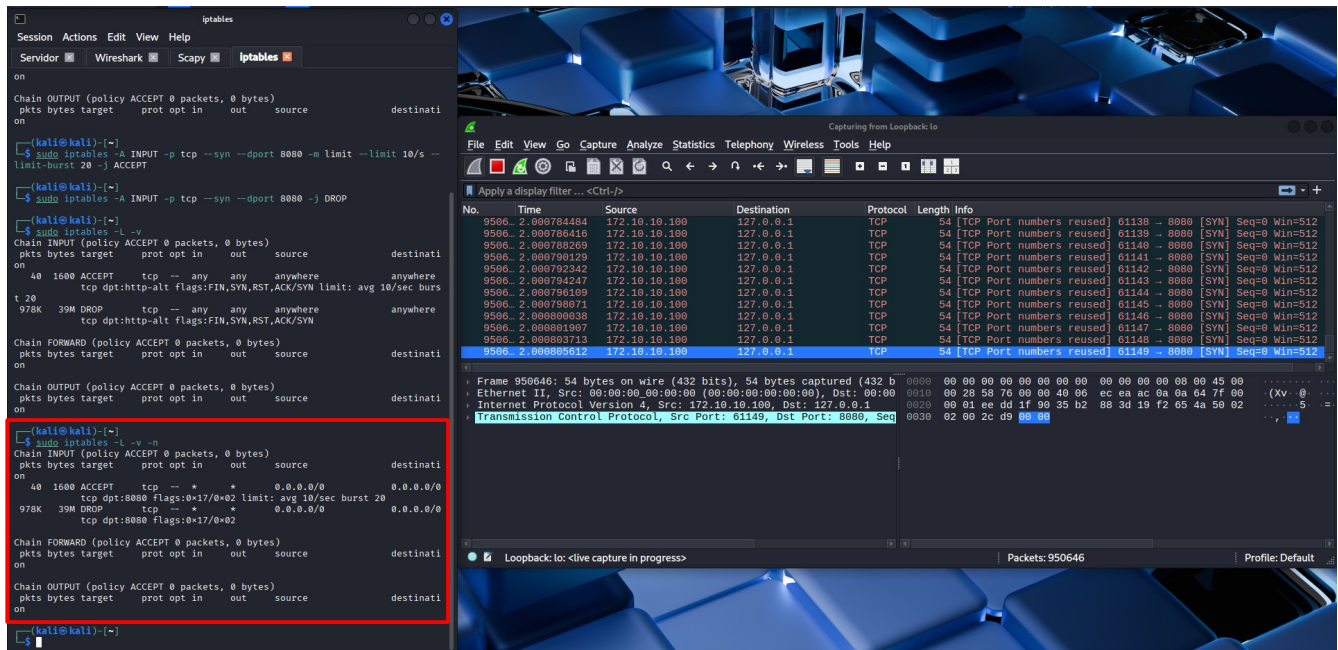 iptables
Session Actions Edit View Help
Servidor Wireshark Scapy iptables
on
Chain OUTPUT (policy ACCEPT 0 packets, 0 bytes)
pkts bytes target prot opt in out source destinati
on
┌──(kali㉿kali)-[~]
└─$ sudo iptables -A INPUT -p tcp --syn --dport 8080 -m limit --limit 10/s --
limit-burst 20 -j ACCEPT
┌──(kali㉿kali)-[~]
└─$ sudo iptables -A INPUT -p tcp --syn --dport 8080 -j DROP
┌──(kali㉿kali)-[~]
└─$ sudo iptables -L -v
Chain INPUT (policy ACCEPT 0 packets, 0 bytes)
pkts bytes target prot opt in out source destinati
on
40 1600 ACCEPT tcp -- any any anywhere anywhere
tcp dpt:http-alt flags:FIN,SYN,RST,ACK/SYN limit: avg 10/sec burs
t 20
978K 39M DROP tcp -- any any anywhere anywhere
tcp dpt:http-alt flags:FIN,SYN,RST,ACK/SYN
Chain FORWARD (policy ACCEPT 0 packets, 0 bytes)
pkts bytes target prot opt in out source destinati
on
Chain OUTPUT (policy ACCEPT 0 packets, 0 bytes)
pkts bytes target prot opt in out source destinati
on
┌──(kali㉿kali)-[~]
└─$ sudo iptables -L -v -n
Chain INPUT (policy ACCEPT 0 packets, 0 bytes)
pkts bytes target prot opt in out source destinati
on
40 1600 ACCEPT tcp -- * * 0.0.0.0/0 0.0.0.0/0
tcp dpt:8080 flags:0×17/0×02 limit: avg 10/sec burst 20
978K 39M DROP tcp -- * * 0.0.0.0/0 0.0.0.0/0
tcp dpt:8080 flags:0×17/0×02
Chain FORWARD (policy ACCEPT 0 packets, 0 bytes)
pkts bytes target prot opt in out source destinati
on
Chain OUTPUT (policy ACCEPT 0 packets, 0 bytes)
pkts bytes target prot opt in out source destinati
on
┌──(kali㉿kali)-[~]
└─$
Capturing from Loopback: lo
File Edit View Go Capture Analyze Statistics Telephony Wireless Tools Help
Apply a display filter ... <Ctrl-/>
No. Time Source Destination Protocol Length Info
9506… 2.000784484 172.10.10.100 127.0.0.1 TCP 54 [TCP Port numbers reused] 61138 → 8080 [SYN] Seq=0 Win=512
9506… 2.000786416 172.10.10.100 127.0.0.1 TCP 54 [TCP Port numbers reused] 61139 → 8080 [SYN] Seq=0 Win=512
9506… 2.000788269 172.10.10.100 127.0.0.1 TCP 54 [TCP Port numbers reused] 61140 → 8080 [SYN] Seq=0 Win=512
9506… 2.000790129 172.10.10.100 127.0.0.1 TCP 54 [TCP Port numbers reused] 61141 → 8080 [SYN] Seq=0 Win=512
9506… 2.000792342 172.10.10.100 127.0.0.1 TCP 54 [TCP Port numbers reused] 61142 → 8080 [SYN] Seq=0 Win=512
9506… 2.000794247 172.10.10.100 127.0.0.1 TCP 54 [TCP Port numbers reused] 61143 → 8080 [SYN] Seq=0 Win=512
9506… 2.000796109 172.10.10.100 127.0.0.1 TCP 54 [TCP Port numbers reused] 61144 → 8080 [SYN] Seq=0 Win=512
9506… 2.000798071 172.10.10.100 127.0.0.1 TCP 54 [TCP Port numbers reused] 61145 → 8080 [SYN] Seq=0 Win=512
9506… 2.000800038 172.10.10.100 127.0.0.1 TCP 54 [TCP Port numbers reused] 61146 → 8080 [SYN] Seq=0 Win=512
9506… 2.000801907 172.10.10.100 127.0.0.1 TCP 54 [TCP Port numbers reused] 61147 → 8080 [SYN] Seq=0 Win=512
9506… 2.000803713 172.10.10.100 127.0.0.1 TCP 54 [TCP Port numbers reused] 61148 → 8080 [SYN] Seq=0 Win=512
9506… 2.000805612 172.10.10.100 127.0.0.1 TCP 54 [TCP Port numbers reused] 61149 → 8080 [SYN] Seq=0 Win=512
Frame 950646: 54 bytes on wire (432 bits), 54 bytes captured (432 b
Ethernet II, Src: 00:00:00_00:00:00 (00:00:00:00:00:00), Dst: 00:00
Internet Protocol Version 4, Src: 172.10.10.100, Dst: 127.0.0.1
Transmission Control Protocol, Src Port: 61149, Dst Port: 8080, Seq
0000 00 00 00 00 00 00 00 00 00 00 00 00 08 00 45 00 ··············
0010 00 28 58 76 00 00 40 06 ec ea ac 0a 0a 64 7f 00 ·(Xv··@· ···
0020 00 01 ee dd 1f 90 35 b2 88 3d 19 f2 65 4a 50 02 ······5· ·=
0030 02 00 2c d9 00 00 ··,···
Loopback: lo: <live capture in progress>
Packets: 950646
Profile: Default